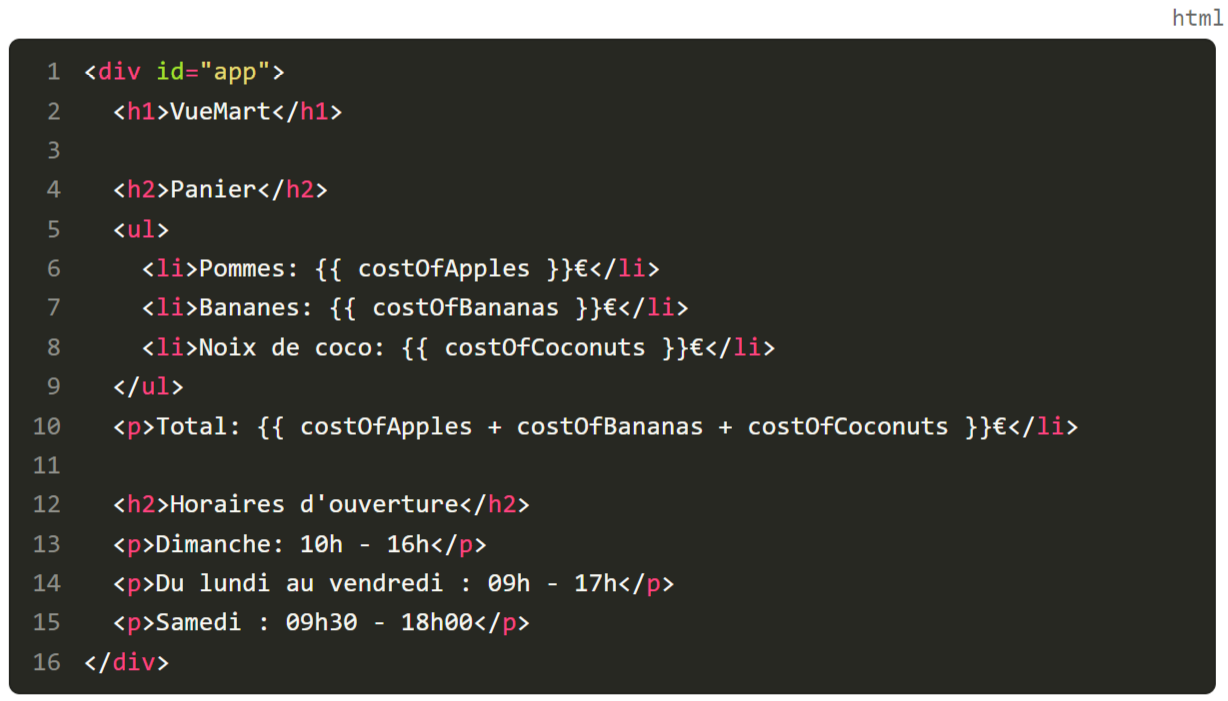 html
1 <div id="app">
2 <h1>VueMart</h1>
3
4 <h2>Panier</h2>
5 <ul>
6 <li>Pommes: {{ costOfApples }}€</li>
7 <li>Bananes: {{ costOfBananas }}€</li>
8 <li>Noix de coco: {{ costOfCoconuts }}€</li>
9 </ul>
10 <p>Total: {{ costOfApples + costOfBananas + costOfCoconuts }}€</li>
11
12 <h2>Horaires d'ouverture</h2>
13 <p>Dimanche: 10h - 16h</p>
14 <p>Du lundi au vendredi : 09h - 17h</p>
15 <p>Samedi : 09h30 - 18h00</p>
16 </div>